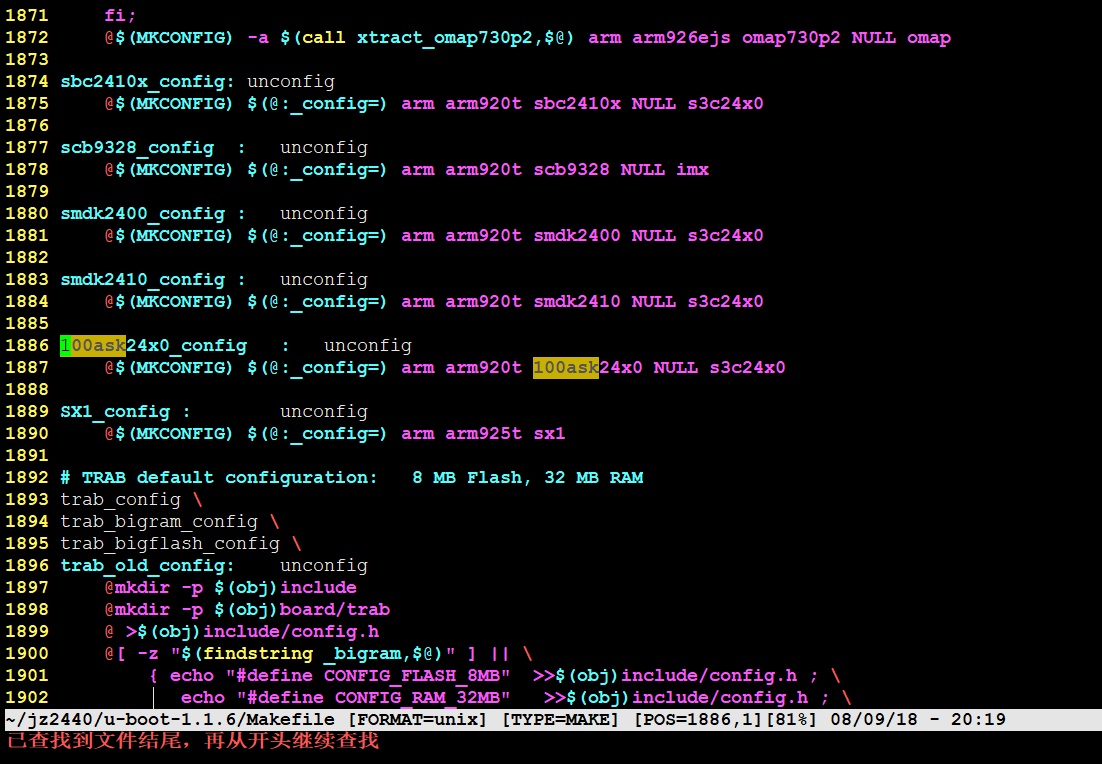 1871     fi;
1872     @$(MKCONFIG) -a $(call xtract_omap730p2,$@) arm arm926ejs omap730p2 NULL omap
1873
1874 sbc2410x_config: unconfig
1875     @$(MKCONFIG) $(@:_config=) arm arm920t sbc2410x NULL s3c24x0
1876
1877 scb9328_config  :   unconfig
1878     @$(MKCONFIG) $(@:_config=) arm arm920t scb9328 NULL imx
1879
1880 smdk2400_config :   unconfig
1881     @$(MKCONFIG) $(@:_config=) arm arm920t smdk2400 NULL s3c24x0
1882
1883 smdk2410_config :   unconfig
1884     @$(MKCONFIG) $(@:_config=) arm arm920t smdk2410 NULL s3c24x0
1885
1886 100ask24x0_config   :   unconfig
1887     @$(MKCONFIG) $(@:_config=) arm arm920t 100ask24x0 NULL s3c24x0
1888
1889 SX1_config :        unconfig
1890     @$(MKCONFIG) $(@:_config=) arm arm925t sx1
1891
1892 # TRAB default configuration:   8 MB Flash, 32 MB RAM
1893 trab_config \
1894 trab_bigram_config \
1895 trab_bigflash_config \
1896 trab_old_config:    unconfig
1897     @mkdir -p $(obj)include
1898     @mkdir -p $(obj)board/trab
1899     @ >$(obj)include/config.h
1900     @[ -z "$(findstring _bigram,$@)" ] || \
1901         { echo "#define CONFIG_FLASH_8MB"  >>$(obj)include/config.h ; \
1902         |  echo "#define CONFIG_RAM_32MB"   >>$(obj)include/config.h ; \
~/jz2440/u-boot-1.1.6/Makefile [FORMAT=unix] [TYPE=MAKE] [POS=1886,1][81%] 08/09/18 - 20:19
已查找到文件结尾，再从开头继续查找